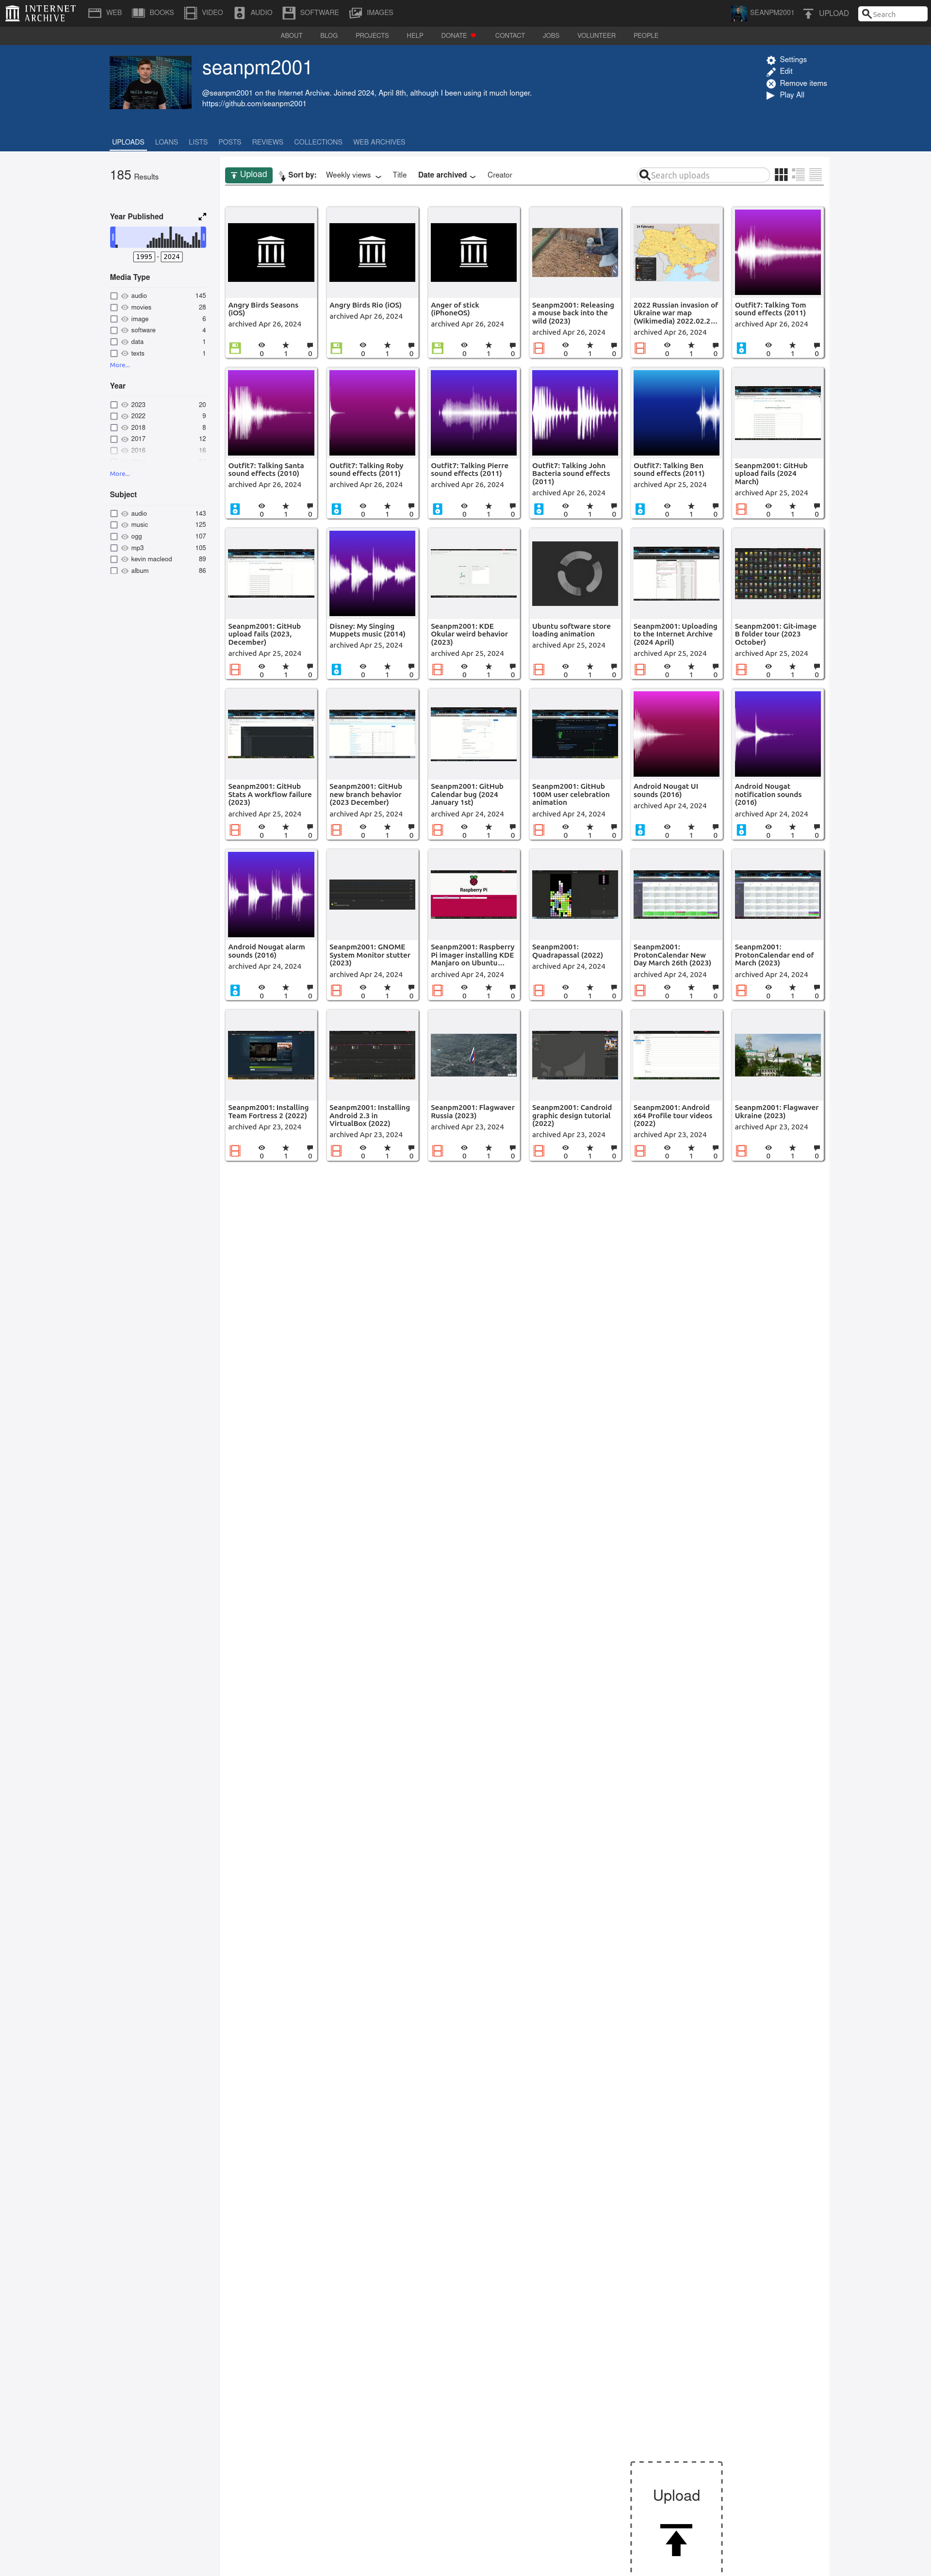 INTERNET ARCHIVE
WEB BOOKS VIDEO AUDIO SOFTWARE IMAGES SEANPM2001 UPLOAD Search
ABOUT BLOG PROJECTS HELP DONATE CONTACT JOBS VOLUNTEER PEOPLE
seanpm2001
@seanpm2001 on the Internet Archive. Joined 2024, April 8th, although I been using it much longer.
https://github.com/seanpm2001
Settings
Edit
Remove items
Play All
UPLOADS LOANS LISTS POSTS REVIEWS COLLECTIONS WEB ARCHIVES
185 Results
Year Published
1995 - 2024
Media Type
audio 145
movies 28
image 6
software 4
data 1
texts 1
More...
Year
2023 20
2022 9
2018 8
2017 12
2016 16
More...
Subject
audio 143
music 125
ogg 107
mp3 105
kevin macleod 89
album 86
Upload Sort by: Weekly views Title Date archived Creator Search uploads
Angry Birds Seasons
(iOS)
archived Apr 26, 2024
0 1 0
Angry Birds Rio (iOS)
archived Apr 26, 2024
0 1 0
Anger of stick
(iPhoneOS)
archived Apr 26, 2024
0 1 0
Seanpm2001: Releasing
a mouse back into the
wild (2023)
archived Apr 26, 2024
0 1 0
24 February
2022 Russian invasion of
Ukraine war map
(Wikimedia) 2022.02.2...
archived Apr 26, 2024
0 1 0
Outfit7: Talking Tom
sound effects (2011)
archived Apr 26, 2024
0 1 0
Outfit7: Talking Santa
sound effects (2010)
archived Apr 26, 2024
0 1 0
Outfit7: Talking Roby
sound effects (2011)
archived Apr 26, 2024
0 1 0
Outfit7: Talking Pierre
sound effects (2011)
archived Apr 26, 2024
0 1 0
Outfit7: Talking John
Bacteria sound effects
(2011)
archived Apr 26, 2024
0 1 0
Outfit7: Talking Ben
sound effects (2011)
archived Apr 25, 2024
0 1 0
Seanpm2001: GitHub
upload fails (2024
March)
archived Apr 25, 2024
0 1 0
Seanpm2001: GitHub
upload fails (2023,
December)
archived Apr 25, 2024
0 1 0
Disney: My Singing
Muppets music (2014)
archived Apr 25, 2024
0 1 0
Seanpm2001: KDE
Okular weird behavior
(2023)
archived Apr 25, 2024
0 1 0
Ubuntu software store
loading animation
archived Apr 25, 2024
0 1 0
Seanpm2001: Uploading
to the Internet Archive
(2024 April)
archived Apr 25, 2024
0 1 0
Seanpm2001: Git-image
B folder tour (2023
October)
archived Apr 25, 2024
0 1 0
Seanpm2001: GitHub
Stats A workflow failure
(2023)
archived Apr 25, 2024
0 1 0
Seanpm2001: GitHub
new branch behavior
(2023 December)
archived Apr 25, 2024
0 1 0
Seanpm2001: GitHub
Calendar bug (2024
January 1st)
archived Apr 24, 2024
0 1 0
Seanpm2001: GitHub
100M user celebration
animation
archived Apr 24, 2024
0 1 0
Android Nougat UI
sounds (2016)
archived Apr 24, 2024
0 1 0
Android Nougat
notification sounds
(2016)
archived Apr 24, 2024
0 1 0
Android Nougat alarm
sounds (2016)
archived Apr 24, 2024
0 1 0
Seanpm2001: GNOME
System Monitor stutter
(2023)
archived Apr 24, 2024
0 1 0
Raspberry Pi
Seanpm2001: Raspberry
Pi imager installing KDE
Manjaro on Ubuntu...
archived Apr 24, 2024
0 1 0
Seanpm2001:
Quadrapassal (2022)
archived Apr 24, 2024
0 1 0
Seanpm2001:
ProtonCalendar New
Day March 26th (2023)
archived Apr 24, 2024
0 1 0
Seanpm2001:
ProtonCalendar end of
March (2023)
archived Apr 24, 2024
0 1 0
Seanpm2001: Installing
Team Fortress 2 (2022)
archived Apr 23, 2024
0 1 0
Seanpm2001: Installing
Android 2.3 in
VirtualBox (2022)
archived Apr 23, 2024
0 1 0
Seanpm2001: Flagwaver
Russia (2023)
archived Apr 23, 2024
0 1 0
Seanpm2001: Candroid
graphic design tutorial
(2022)
archived Apr 23, 2024
0 1 0
Seanpm2001: Android
x64 Profile tour videos
(2022)
archived Apr 23, 2024
0 1 0
Seanpm2001: Flagwaver
Ukraine (2023)
archived Apr 23, 2024
0 1 0
Upload